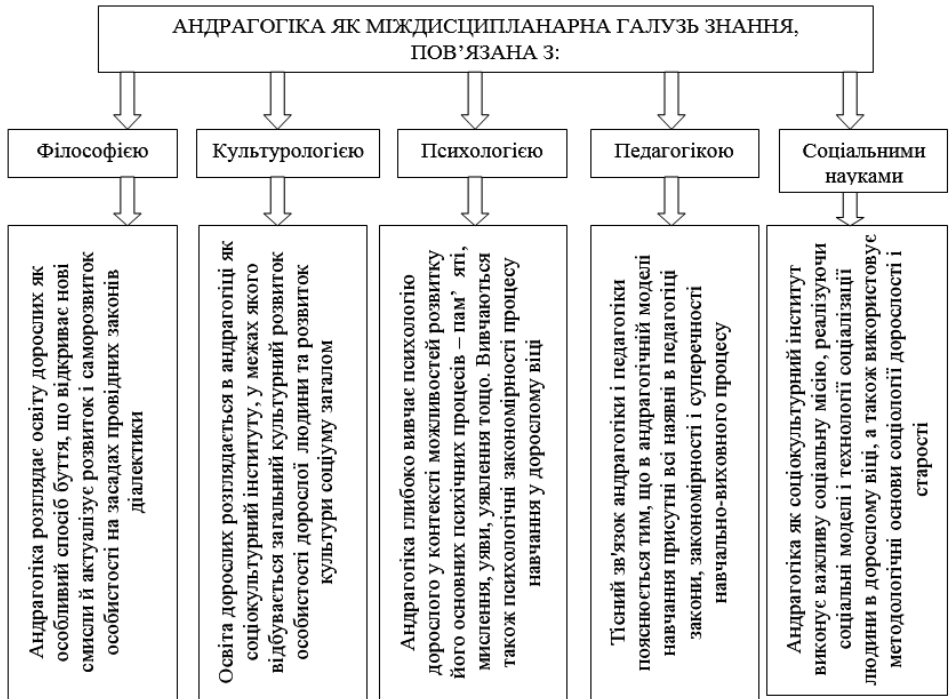 АНДРАГОГІКА ЯК МІЖДИСЦИПЛАНАРНА ГАЛУЗЬ ЗНАННЯ,
ПОВ’ЯЗАНА З:
Філософією
Культурологією
Психологією
Педагогікою
Соціальними
науками
Андрагогіка розглядає освіту дорослих як
особливий спосіб буття, що відкриває нові
смисли й актуалізує розвиток і саморозвиток
особистості на засадах провідних законів
діалектики
Освіта дорослих розглядається в андрагогіці як
соціокультурний інституту, у межах якого
відбувається загальний культурний розвиток
особистості дорослої людини та розвиток
культури соціуму загалом
Андрагогіка глибоко вивчає психологію
дорослого у контексті можливостей розвитку
його основних психічних процесів – пам’ яті,
мислення, уяви, уявлення тощо. Вивчаються
також психологічні закономірності процесу
навчання у дорослому віці
Тісний зв'язок андрагогіки і педагогіки
пояснюється тим, що в андрагогічній моделі
навчання присутні всі наявні в педагогіці
закони, закономірності і суперечності
навчально-виховного процесу
Андрагогіка як соціокультурний інститут
виконує важливу соціальну місію, реалізуючи
соціальні моделі і технології соціалізації
людини в дорослому віці, а також використовує
методологічні основи соціології дорослості і
старості